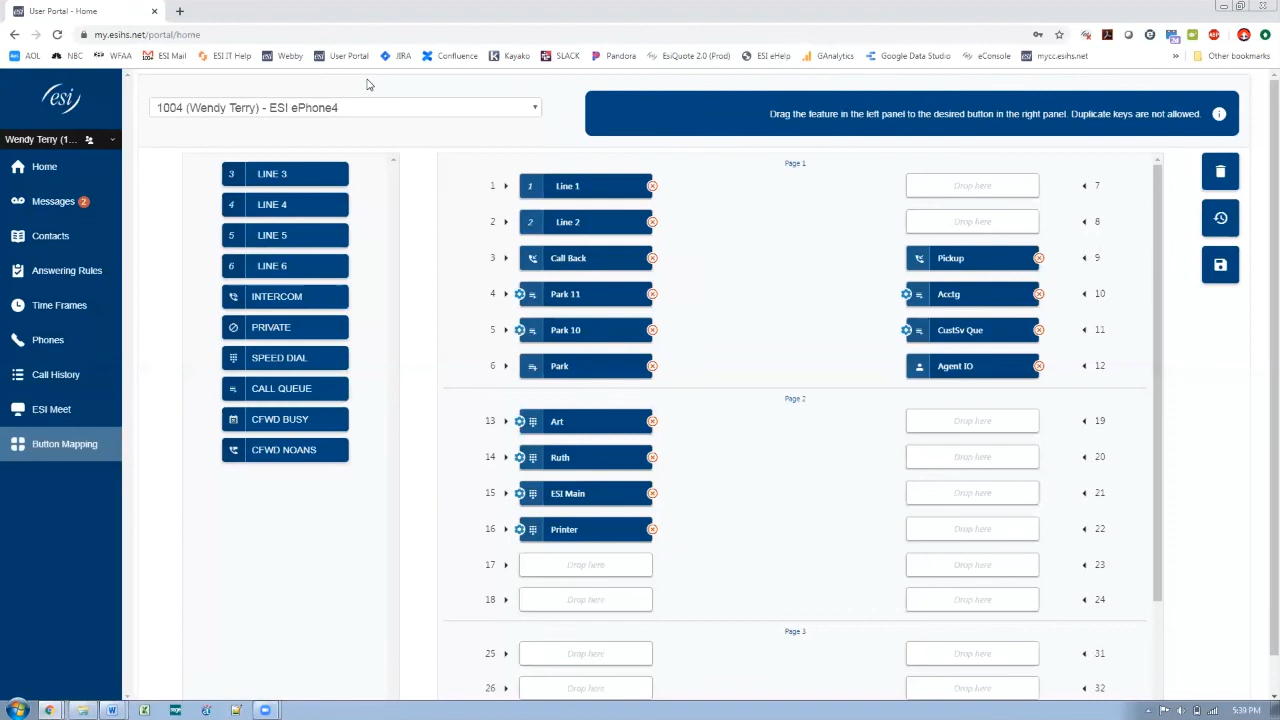 esi User Portal - Home
my.esihs.net/portal/home
Aol. AOL NBC WFAA ESI Mail ESI IT Help Webby User Portal JIRA Confluence Kayako SLACK Pandora EsiQuote 2.0 (Prod) ESI eHelp GAnalytics Google Data Studio eConsole mycc.esihs.net » Other bookmarks
esi
1004 (Wendy Terry) - ESI ePhone4
Drag the feature in the left panel to the desired button in the right panel. Duplicate keys are not allowed.
Wendy Terry (1...
Home
Messages 2
Contacts
Answering Rules
Time Frames
Phones
Call History
ESI Meet
Button Mapping
3 LINE 3
4 LINE 4
5 LINE 5
6 LINE 6
INTERCOM
PRIVATE
SPEED DIAL
CALL QUEUE
CFWD BUSY
CFWD NOANS
Page 1
1 1 Line 1 Drop here 7
2 2 Line 2 Drop here 8
3 Call Back Pickup 9
4 Park 11 Acctg 10
5 Park 10 CustSv Que 11
6 Park Agent IO 12
Page 2
13 Art Drop here 19
14 Ruth Drop here 20
15 ESI Main Drop here 21
16 Printer Drop here 22
17 Drop here Drop here 23
18 Drop here Drop here 24
Page 3
25 Drop here Drop here 31
26 Drop here Drop here 32
5:39 PM